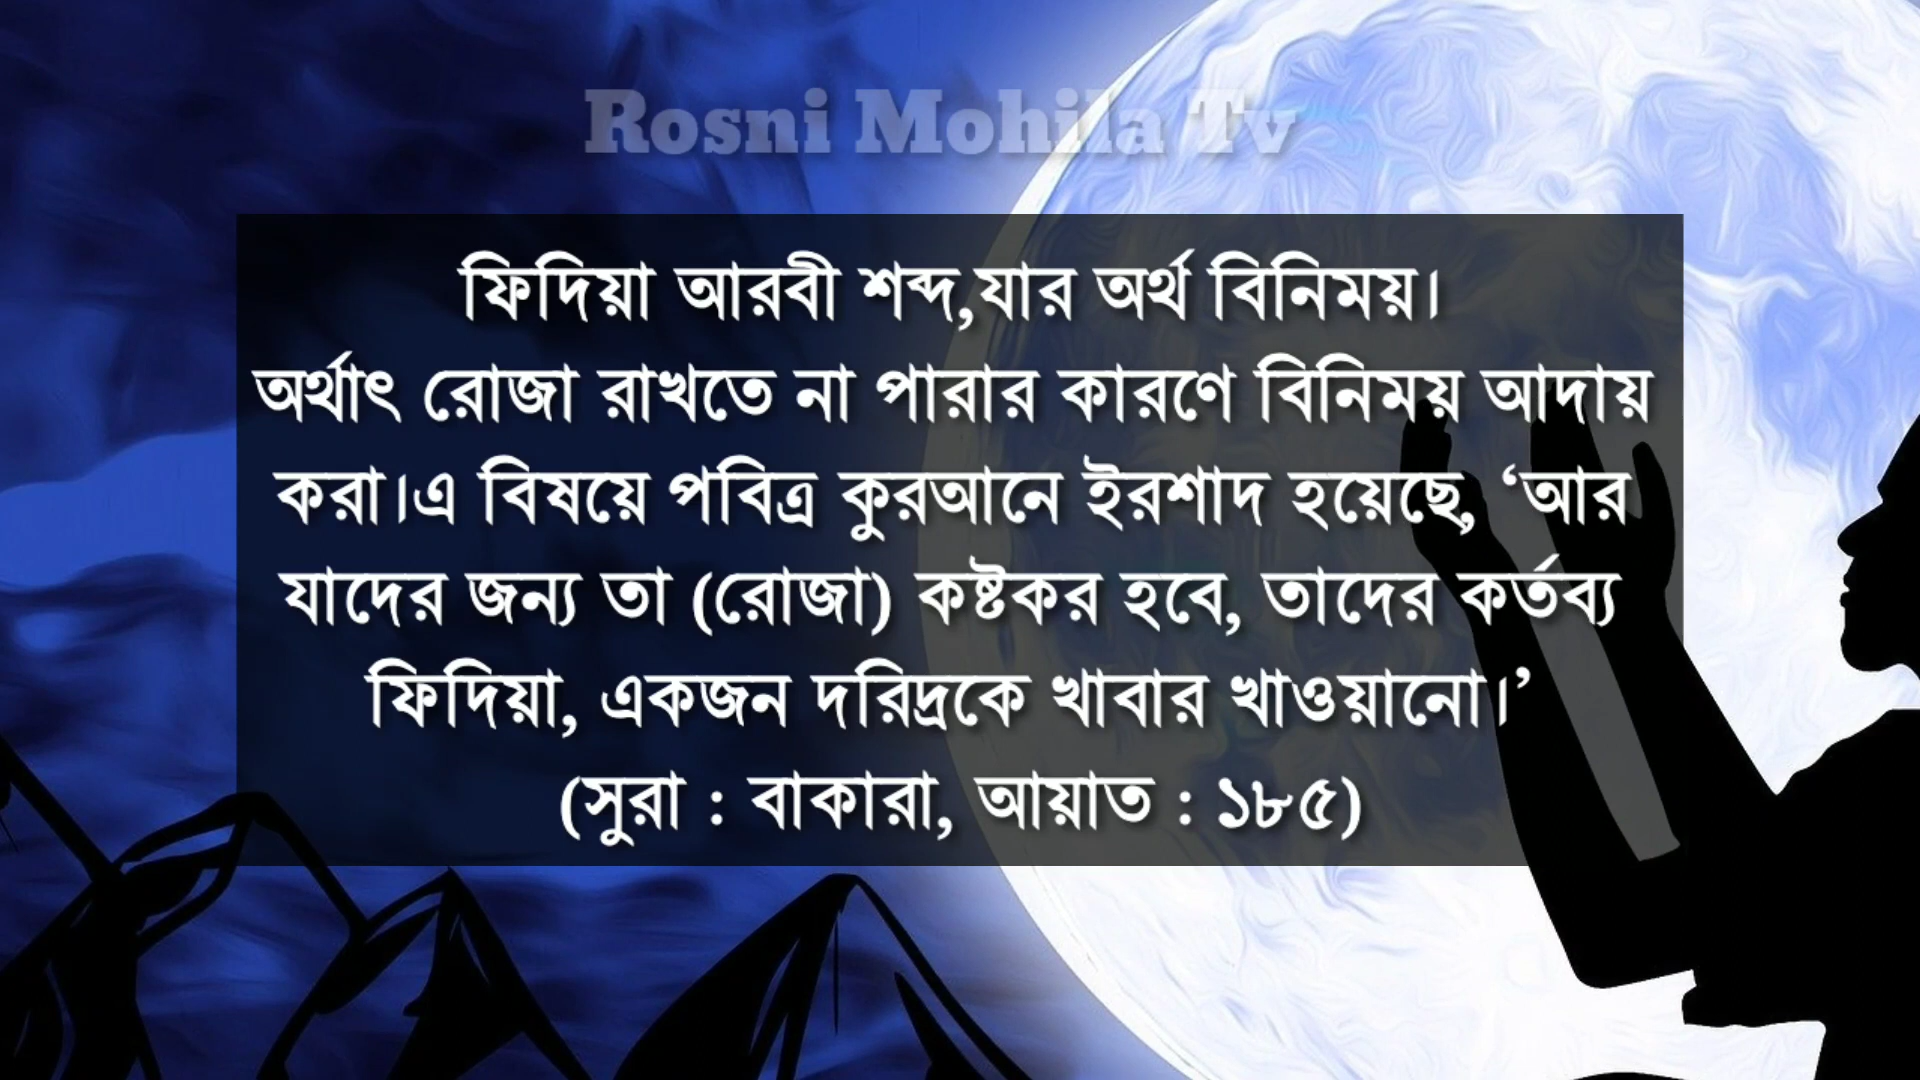 Rosni Mohila Tv
ফিদিয়া আরবী শব্দ,যার অর্থ বিনিময়।
অর্থাৎ রোজা রাখতে না পারার কারণে বিনিময় আদায়
করা।এ বিষয়ে পবিত্র কুরআনে ইরশাদ হয়েছে, ‘আর
যাদের জন্য তা (রোজা) কষ্টকর হবে, তাদের কর্তব্য
ফিদিয়া, একজন দরিদ্রকে খাবার খাওয়ানো।’
(সুরা : বাকারা, আয়াত : ১৮৫)